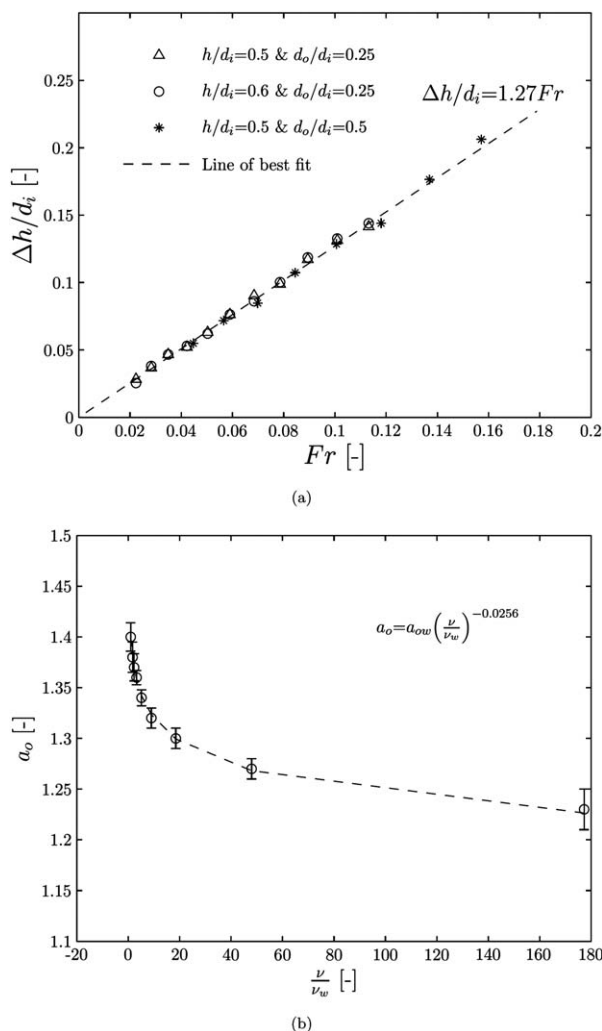 0.25
0.2
0.15
0.1
0.05
0
Δh/d_i [-]
△ h/d_i=0.5 & d_o/d_i=0.25
○ h/d_i=0.6 & d_o/d_i=0.25
* h/d_i=0.5 & d_o/d_i=0.5
Line of best fit
Δh/d_i=1.27Fr
0 0.02 0.04 0.06 0.08 0.1 0.12 0.14 0.16 0.18 0.2
Fr [-]
(a)
1.5
1.45
1.4
1.35
1.3
1.25
1.2
1.15
1.1
a_o [-]
a_o=a_{ow}(ν/ν_w)^{-0.0256}
-20 0 20 40 60 80 100 120 140 160 180
ν/ν_w [-]
(b)